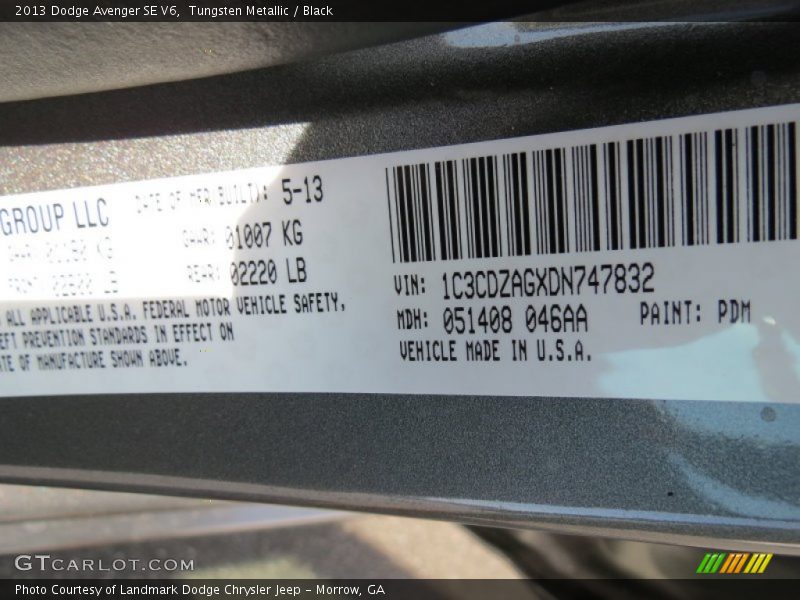 2013 Dodge Avenger SE V6,  Tungsten Metallic / Black
GROUP LLC
DATE OF MFR BUILT): 5-13
GAWR: 01007 KG
REAR: 02220 LB
ALL APPLICABLE U.S.A. FEDERAL MOTOR VEHICLE SAFETY,
EFT PREVENTION STANDARDS IN EFFECT ON
TE OF MANUFACTURE SHOWN ABOVE.
VIN: 1C3CDZAGXDN747832
MDH: 051408 046AA
PAINT: PDM
VEHICLE MADE IN U.S.A.
GTCARLOT.COM
Photo Courtesy of Landmark Dodge Chrysler Jeep - Morrow, GA